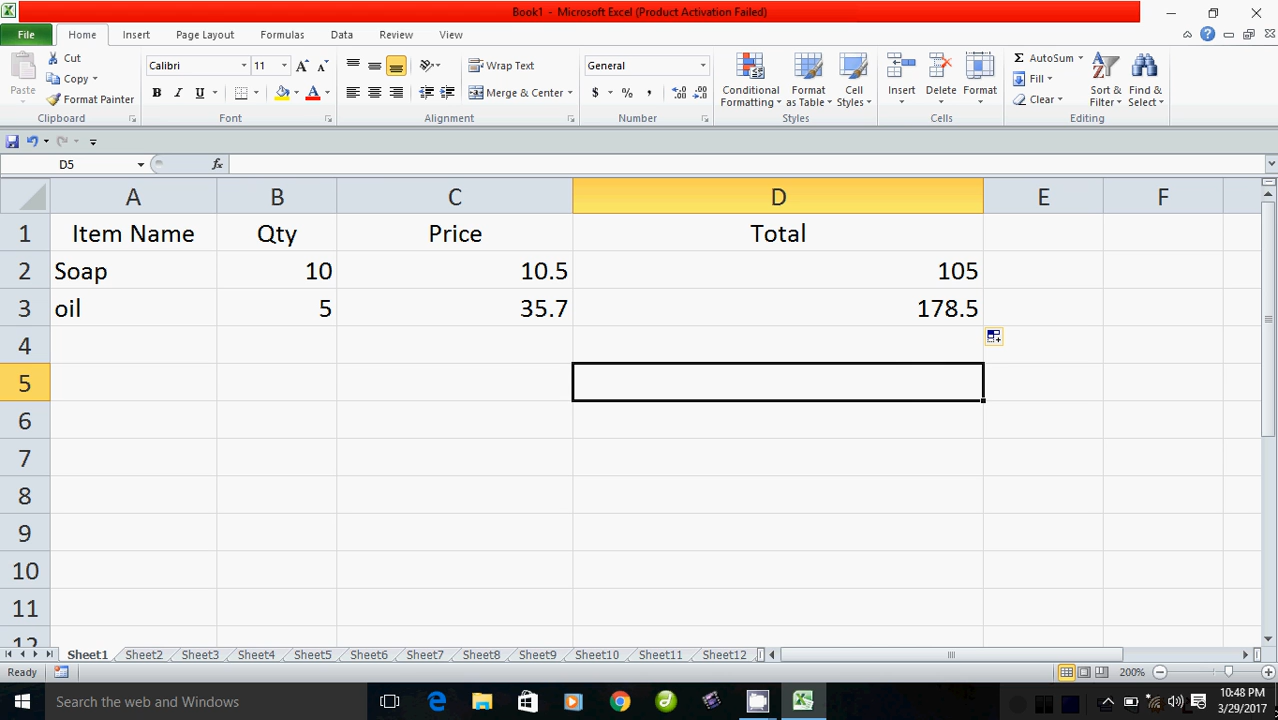 Book1 - Microsoft Excel (Product Activation Failed)
File Home Insert Page Layout Formulas Data Review View
Paste
Cut
Copy
Format Painter
Clipboard
Calibri 11
B I U
Font
Wrap Text
Merge & Center
Alignment
General
$ % ,
Number
Conditional Formatting
Format as Table
Cell Styles
Styles
Insert
Delete
Format
Cells
Σ AutoSum
Fill
Clear
Sort & Filter
Find & Select
Editing
D5 fx
A B C D E F
1 Item Name Qty Price Total
2 Soap 10 10.5 105
3 oil 5 35.7 178.5
4
5
6
7
8
9
10
11
12
Sheet1 Sheet2 Sheet3 Sheet4 Sheet5 Sheet6 Sheet7 Sheet8 Sheet9 Sheet10 Sheet11 Sheet12
Ready 200%
Search the web and Windows
10:48 PM
3/29/2017